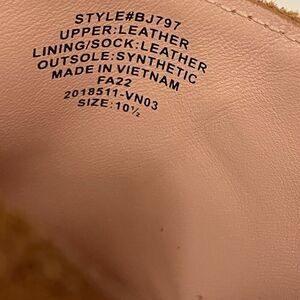 STYLE#BJ797
UPPER:LEATHER
LINING/SOCK:LEATHER
OUTSOLE:SYNTHETIC
MADE IN VIETNAM
FA22
2018511-VN03
SIZE:10½